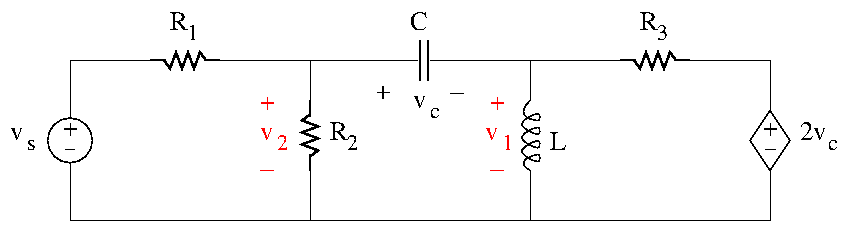 R1
C
R3
+ vc −
vs + −
+ v2 −
R2
+ v1 −
L
+ −
2vc